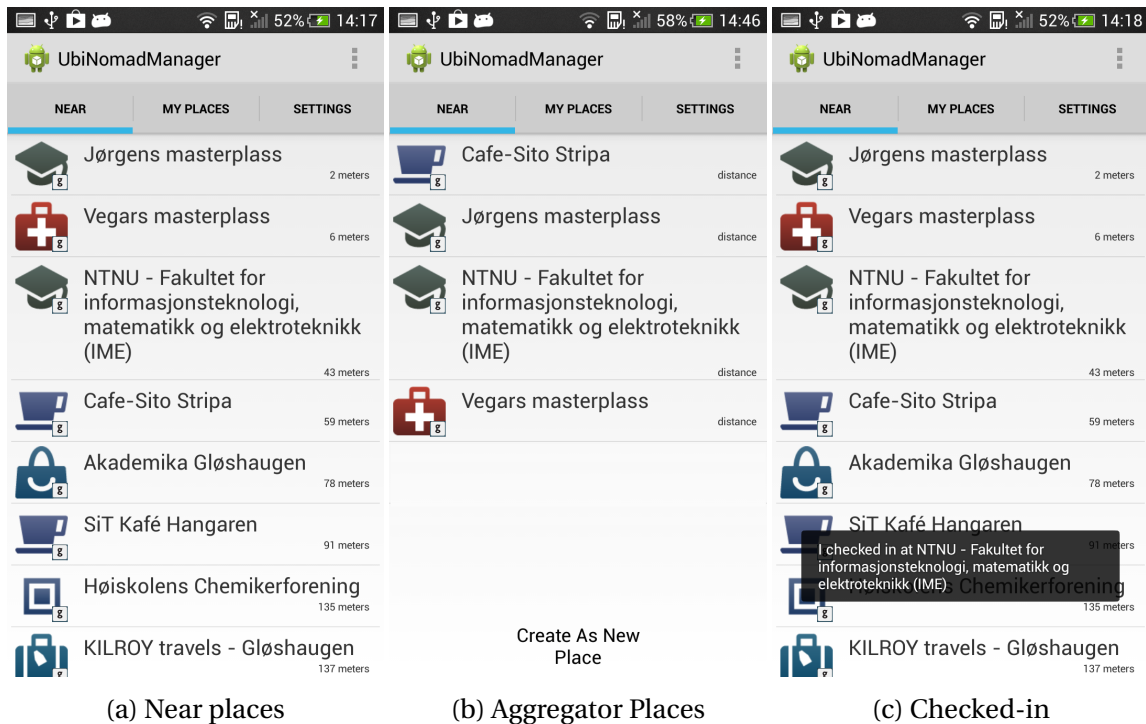 52% 14:17
UbiNomadManager
NEAR MY PLACES SETTINGS
Jørgens masterplass
2 meters
g
Vegars masterplass
6 meters
g
NTNU - Fakultet for
informasjonsteknologi,
matematikk og elektroteknikk
(IME)
43 meters
g
Cafe-Sito Stripa
59 meters
g
Akademika Gløshaugen
78 meters
g
SiT Kafé Hangaren
91 meters
g
Høiskolens Chemikerforening
135 meters
g
KILROY travels - Gløshaugen
137 meters
g
(a) Near places
58% 14:46
UbiNomadManager
NEAR MY PLACES SETTINGS
Cafe-Sito Stripa
distance
g
Jørgens masterplass
distance
g
NTNU - Fakultet for
informasjonsteknologi,
matematikk og elektroteknikk
(IME)
distance
g
Vegars masterplass
distance
g
Create As New
Place
(b) Aggregator Places
52% 14:18
UbiNomadManager
NEAR MY PLACES SETTINGS
Jørgens masterplass
2 meters
g
Vegars masterplass
6 meters
g
NTNU - Fakultet for
informasjonsteknologi,
matematikk og elektroteknikk
(IME)
43 meters
g
Cafe-Sito Stripa
59 meters
g
Akademika Gløshaugen
78 meters
g
SiT Kafé Hangaren
91 meters
g
I checked in at NTNU - Fakultet for
informasjonsteknologi, matematikk og
elektroteknikk (IME)
Høiskolens Chemikerforening
135 meters
g
KILROY travels - Gløshaugen
137 meters
g
(c) Checked-in